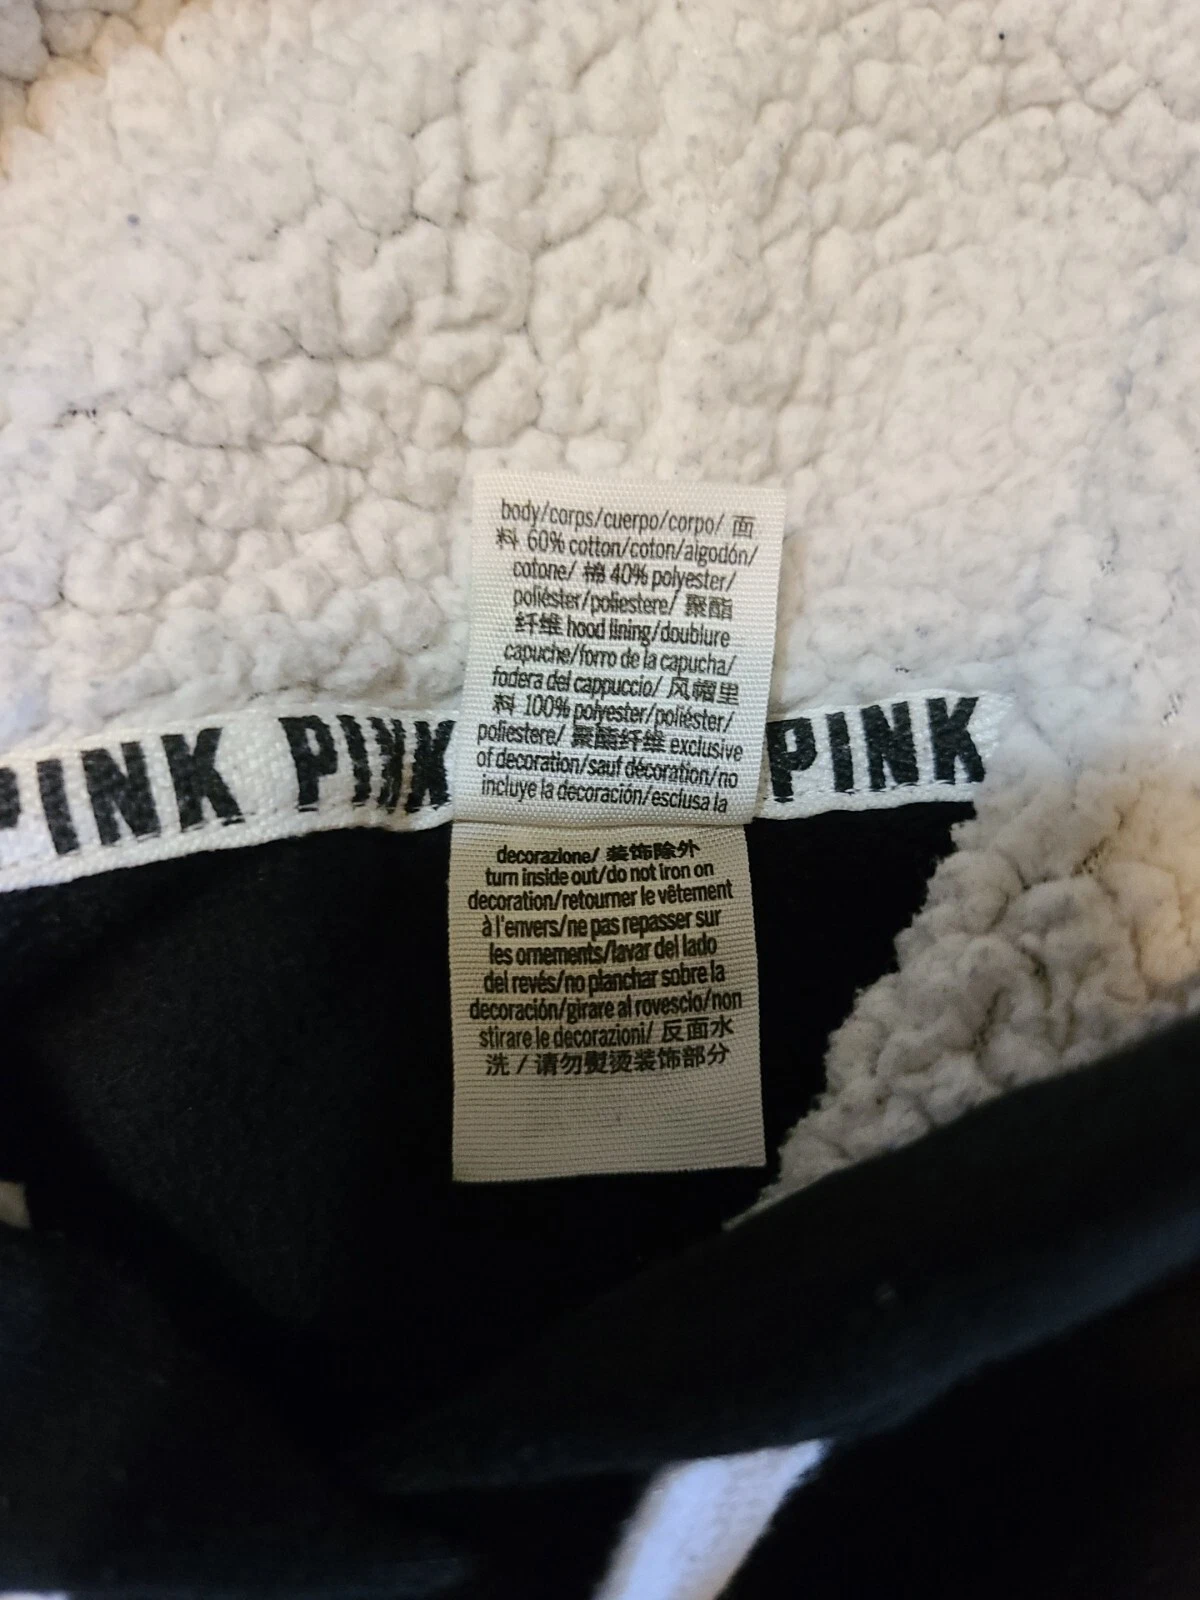 body/corps/cuerpo/corpo/ 面
料 60% cotton/coton/algodón/
cotone/ 棉 40% polyester/
poliéster/poliestere/ 聚酯
纤维 hood lining/doublure
capuche/forro de la capucha/
fodera del cappuccio/ 风帽里
料 100% polyester/poliéster/
poliestere/ 聚酯纤维 exclusive
of decoration/sauf décoration/no
incluye la decoración/esclusa la
PINK PINK PINK
decorazione/ 装饰除外
turn inside out/do not iron on
decoration/retourner le vêtement
à l'envers/ne pas repasser sur
les ornements/lavar del lado
del revés/no planchar sobre la
decoración/girare al rovescio/non
stirare le decorazioni/ 反面水
洗 / 请勿熨烫装饰部分